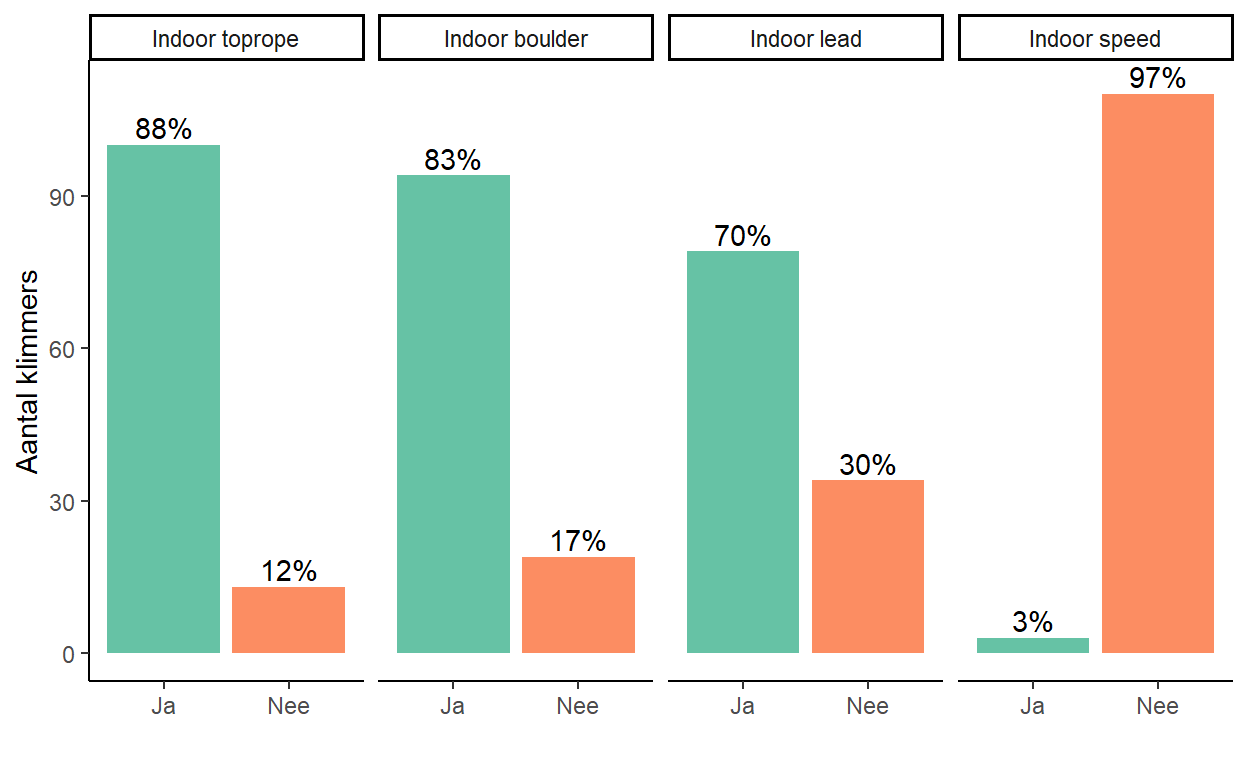 Indoor toprope
Indoor boulder
Indoor lead
Indoor speed
Aantal klimmers
90
60
30
0
88%
12%
83%
17%
70%
30%
3%
97%
Ja
Nee
Ja
Nee
Ja
Nee
Ja
Nee